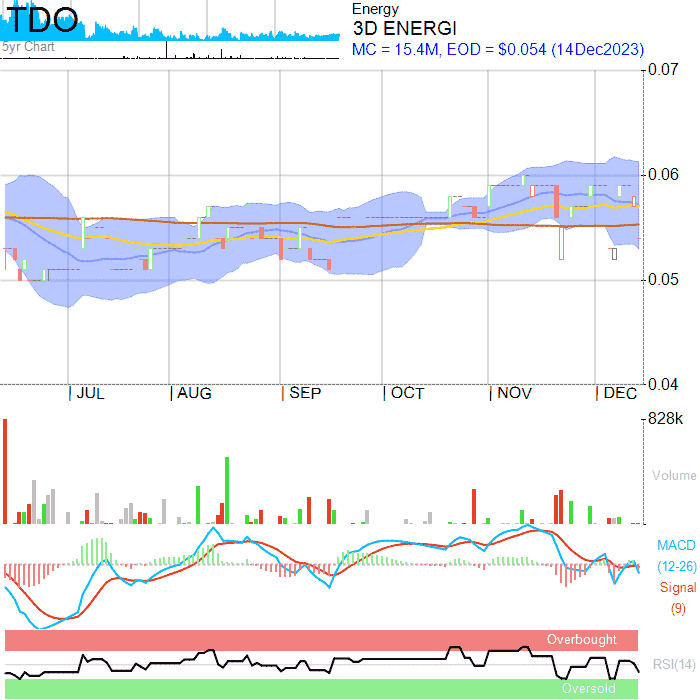 TDO
5yr Chart
Energy
3D ENERGI
MC = 15.4M, EOD = $0.054 (14Dec2023)
0.07
0.06
0.05
0.04
JUL
AUG
SEP
OCT
NOV
DEC
828k
Volume
MACD
(12-26)
Signal
(9)
Overbought
RSI(14)
Oversold